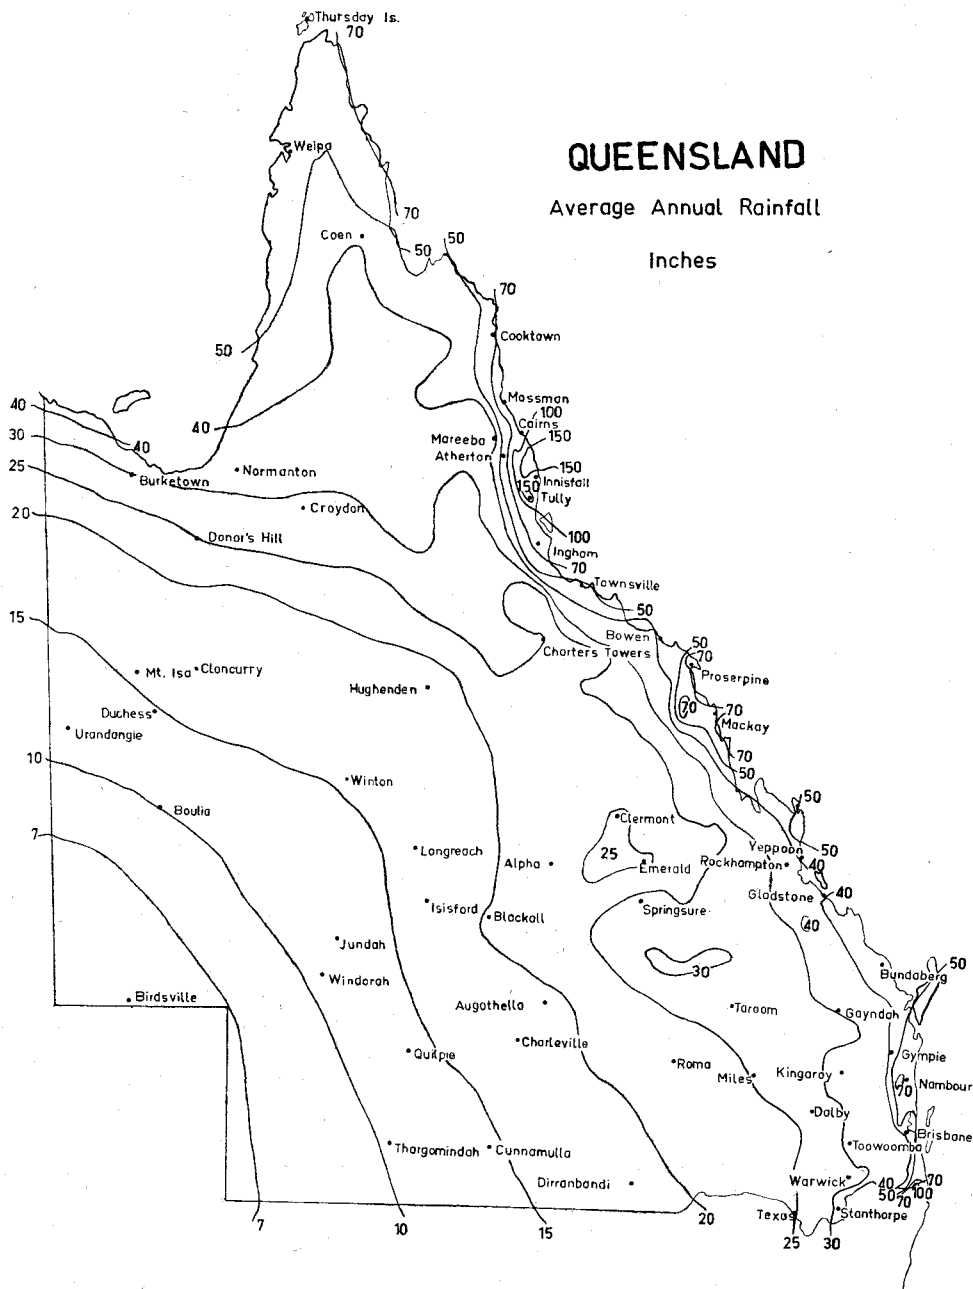 Thursday Is.
70
QUEENSLAND
Average Annual Rainfall
Inches
Weipa
70
Coen
50
50
70
Cooktown
50
Mossman
40
100
Cairns
40
150
30
40
Mareeba
Atherton
25
Normanton
150
Burketown
150
Innisfail
Tully
20
Croydon
Donor's Hill
100
Ingham
70
Townsville
15
50
Bowen
50
Charters Towers
70
Mt. Isa
Cloncurry
Proserpine
Hughenden
70
70
Duchess
Mackay
Urandangie
10
70
50
Winton
Boulia
50
Clermont
7
Longreach
25
Yeppoon
50
Alpha
Emerald
Rockhampton
40
Gladstone
40
Isisford
Blackall
Springsure
40
Jundah
30
50
Windorah
Bundaberg
Birdsville
Augathella
Taroom
Gayndah
Charleville
Quilpie
Gympie
Roma
Miles
Kingaroy
70
Nambour
Dalby
Brisbane
Thargomindah
Cunnamulla
Toowoomba
Dirranbandi
Warwick
40
70
50
100
70
Texas
Stanthorpe
7
10
15
20
25
30